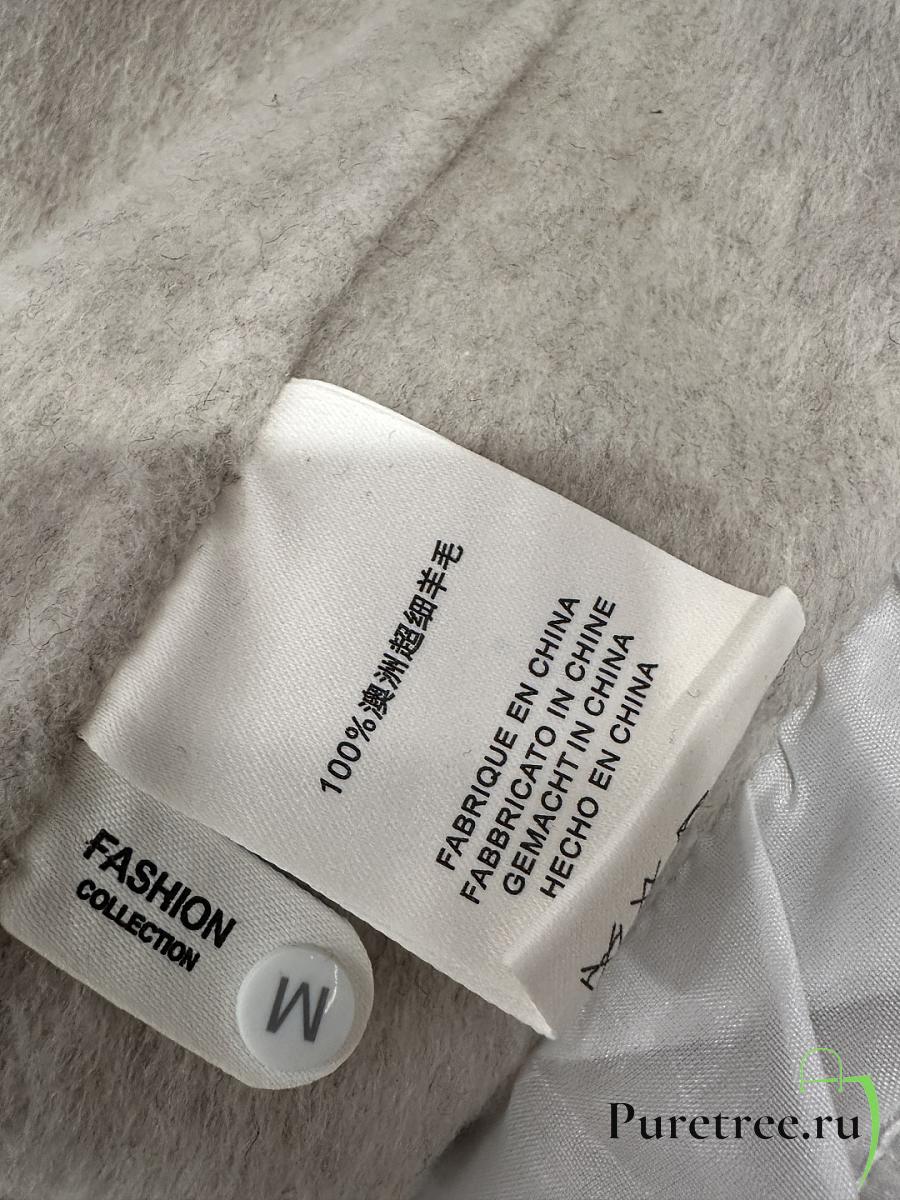 100%澳洲超细羊毛
FABRIQUE EN CHINA
FABBRICATO IN CHINE
GEMACHT IN CHINA
HECHO EN CHINA
FASHION
COLLECTION
M
Puretree.ru